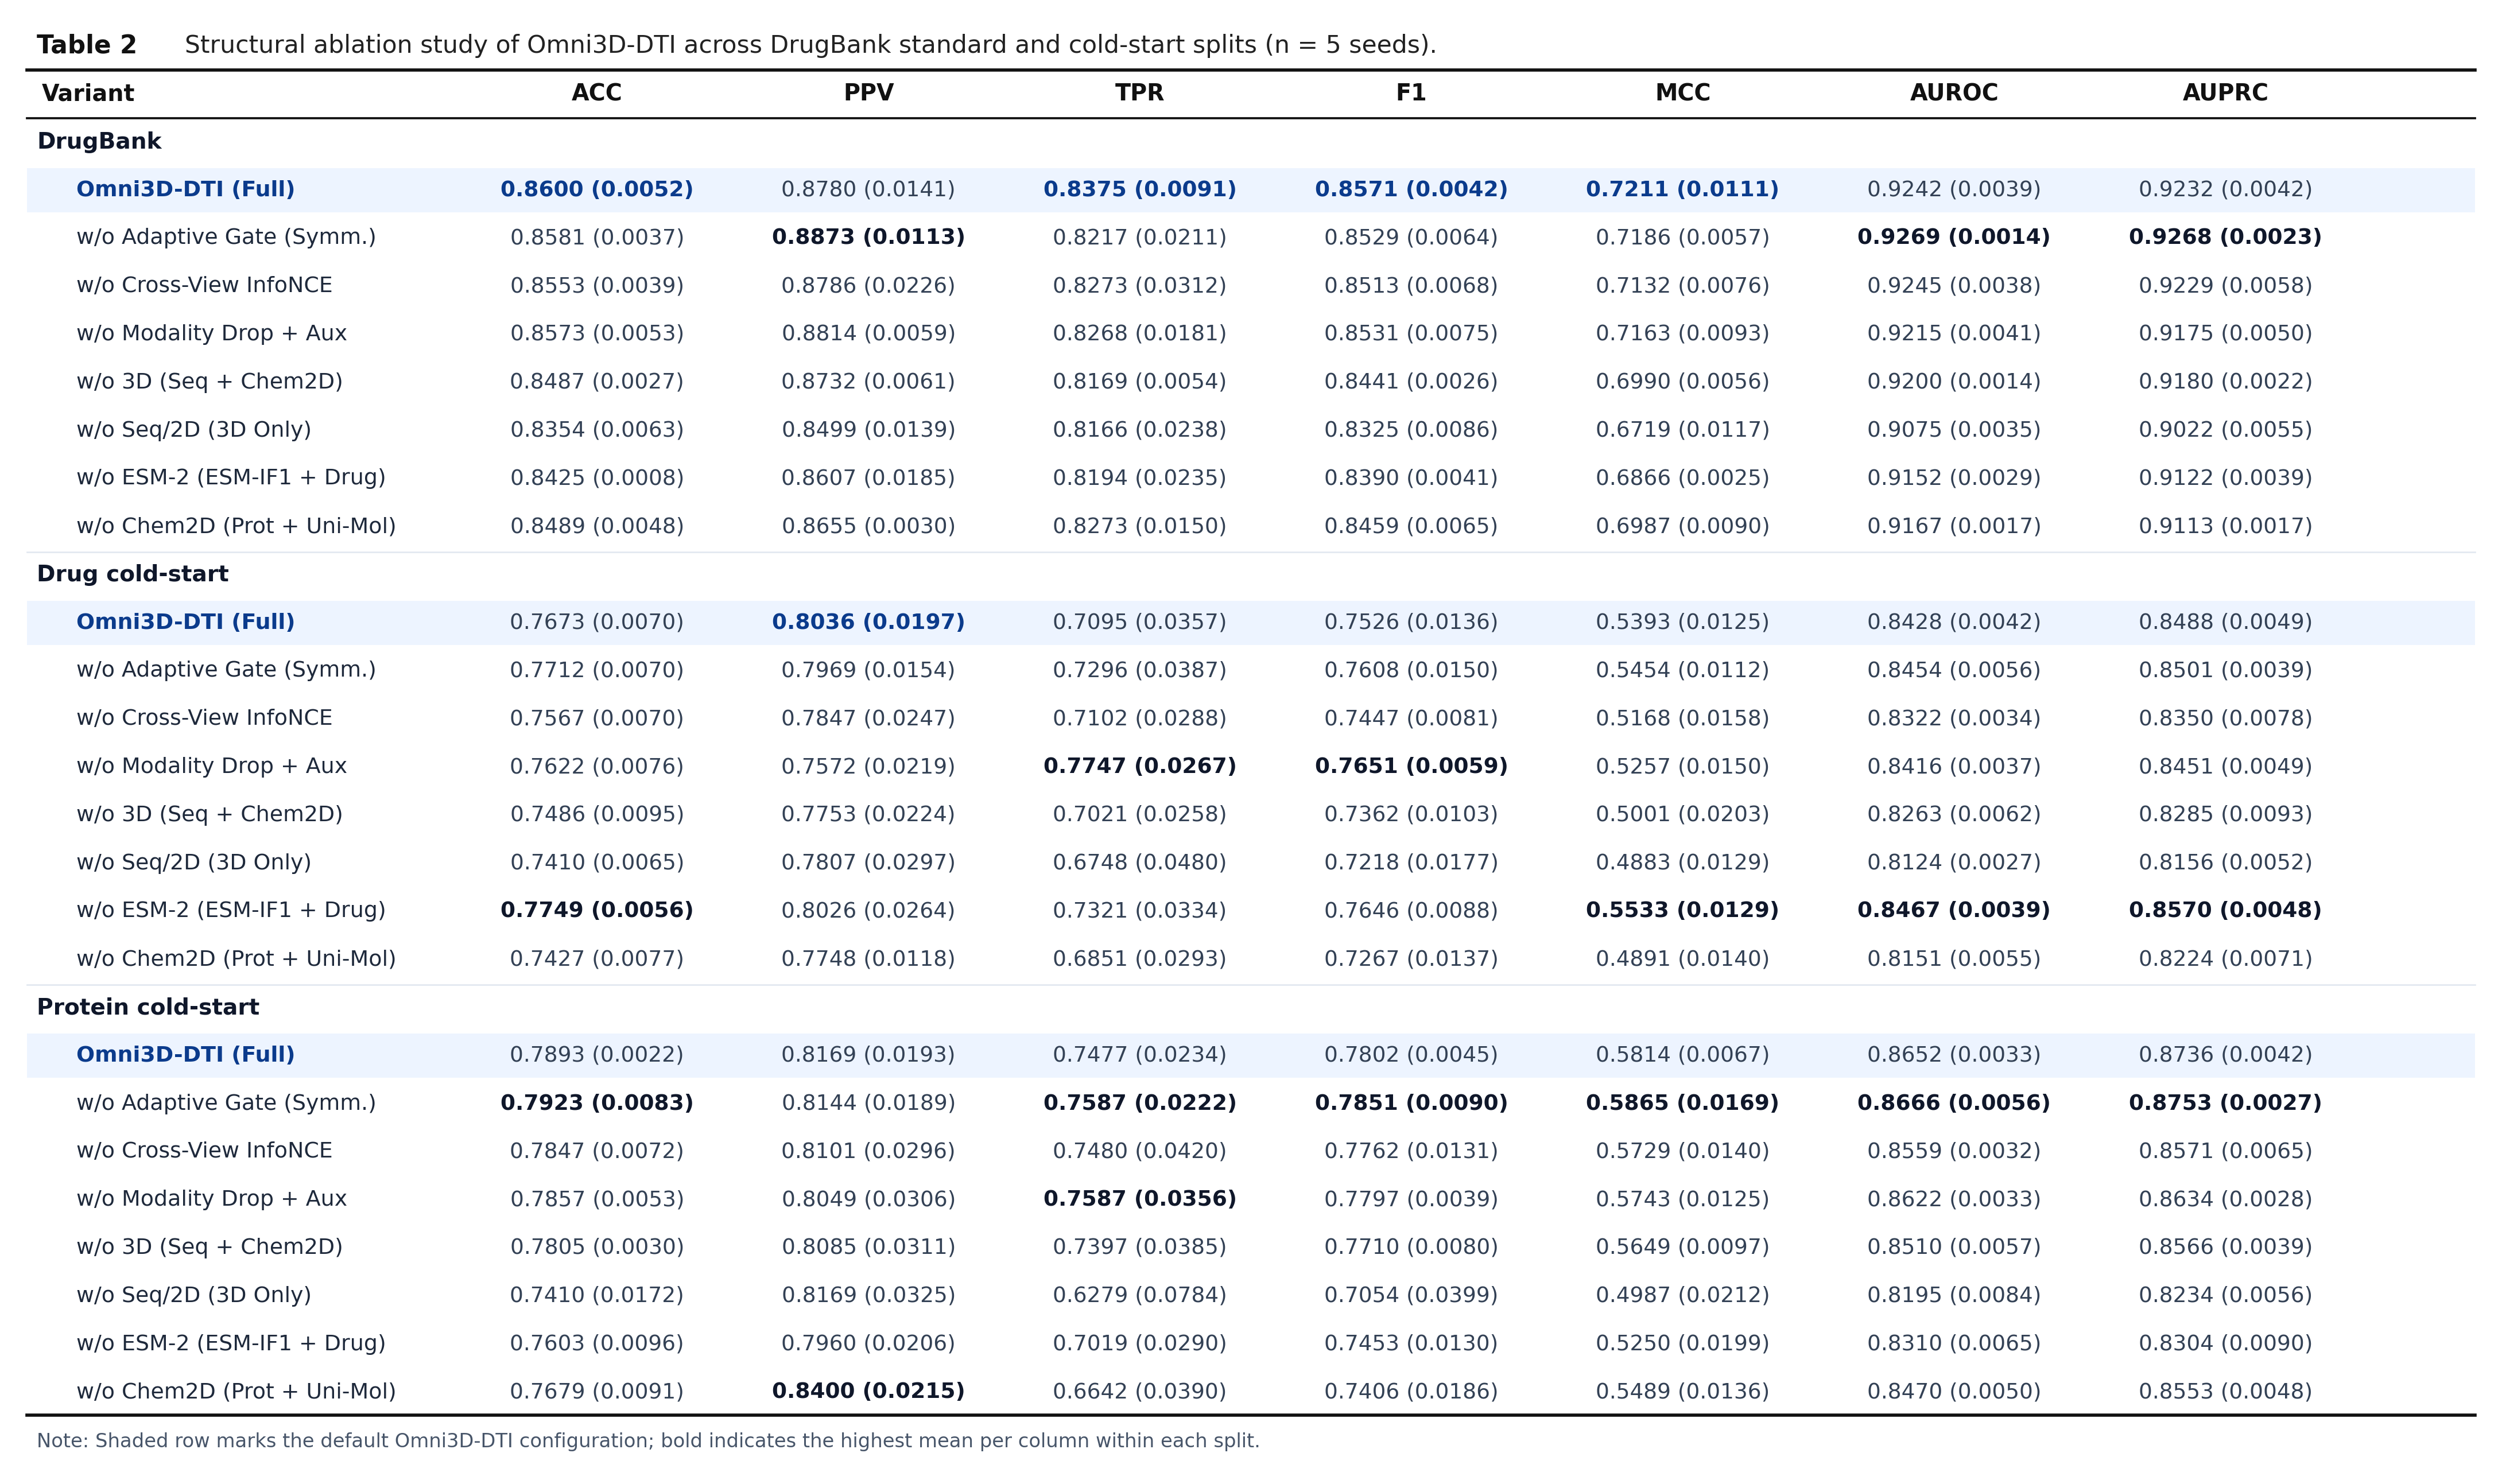 Table 2 Structural ablation study of Omni3D-DTI across DrugBank standard and cold-start splits (n = 5 seeds).
Variant ACC PPV TPR F1 MCC AUROC AUPRC
DrugBank
Omni3D-DTI (Full) 0.8600 (0.0052) 0.8780 (0.0141) 0.8375 (0.0091) 0.8571 (0.0042) 0.7211 (0.0111) 0.9242 (0.0039) 0.9232 (0.0042)
w/o Adaptive Gate (Symm.) 0.8581 (0.0037) 0.8873 (0.0113) 0.8217 (0.0211) 0.8529 (0.0064) 0.7186 (0.0057) 0.9269 (0.0014) 0.9268 (0.0023)
w/o Cross-View InfoNCE 0.8553 (0.0039) 0.8786 (0.0226) 0.8273 (0.0312) 0.8513 (0.0068) 0.7132 (0.0076) 0.9245 (0.0038) 0.9229 (0.0058)
w/o Modality Drop + Aux 0.8573 (0.0053) 0.8814 (0.0059) 0.8268 (0.0181) 0.8531 (0.0075) 0.7163 (0.0093) 0.9215 (0.0041) 0.9175 (0.0050)
w/o 3D (Seq + Chem2D) 0.8487 (0.0027) 0.8732 (0.0061) 0.8169 (0.0054) 0.8441 (0.0026) 0.6990 (0.0056) 0.9200 (0.0014) 0.9180 (0.0022)
w/o Seq/2D (3D Only) 0.8354 (0.0063) 0.8499 (0.0139) 0.8166 (0.0238) 0.8325 (0.0086) 0.6719 (0.0117) 0.9075 (0.0035) 0.9022 (0.0055)
w/o ESM-2 (ESM-IF1 + Drug) 0.8425 (0.0008) 0.8607 (0.0185) 0.8194 (0.0235) 0.8390 (0.0041) 0.6866 (0.0025) 0.9152 (0.0029) 0.9122 (0.0039)
w/o Chem2D (Prot + Uni-Mol) 0.8489 (0.0048) 0.8655 (0.0030) 0.8273 (0.0150) 0.8459 (0.0065) 0.6987 (0.0090) 0.9167 (0.0017) 0.9113 (0.0017)
Drug cold-start
Omni3D-DTI (Full) 0.7673 (0.0070) 0.8036 (0.0197) 0.7095 (0.0357) 0.7526 (0.0136) 0.5393 (0.0125) 0.8428 (0.0042) 0.8488 (0.0049)
w/o Adaptive Gate (Symm.) 0.7712 (0.0070) 0.7969 (0.0154) 0.7296 (0.0387) 0.7608 (0.0150) 0.5454 (0.0112) 0.8454 (0.0056) 0.8501 (0.0039)
w/o Cross-View InfoNCE 0.7567 (0.0070) 0.7847 (0.0247) 0.7102 (0.0288) 0.7447 (0.0081) 0.5168 (0.0158) 0.8322 (0.0034) 0.8350 (0.0078)
w/o Modality Drop + Aux 0.7622 (0.0076) 0.7572 (0.0219) 0.7747 (0.0267) 0.7651 (0.0059) 0.5257 (0.0150) 0.8416 (0.0037) 0.8451 (0.0049)
w/o 3D (Seq + Chem2D) 0.7486 (0.0095) 0.7753 (0.0224) 0.7021 (0.0258) 0.7362 (0.0103) 0.5001 (0.0203) 0.8263 (0.0062) 0.8285 (0.0093)
w/o Seq/2D (3D Only) 0.7410 (0.0065) 0.7807 (0.0297) 0.6748 (0.0480) 0.7218 (0.0177) 0.4883 (0.0129) 0.8124 (0.0027) 0.8156 (0.0052)
w/o ESM-2 (ESM-IF1 + Drug) 0.7749 (0.0056) 0.8026 (0.0264) 0.7321 (0.0334) 0.7646 (0.0088) 0.5533 (0.0129) 0.8467 (0.0039) 0.8570 (0.0048)
w/o Chem2D (Prot + Uni-Mol) 0.7427 (0.0077) 0.7748 (0.0118) 0.6851 (0.0293) 0.7267 (0.0137) 0.4891 (0.0140) 0.8151 (0.0055) 0.8224 (0.0071)
Protein cold-start
Omni3D-DTI (Full) 0.7893 (0.0022) 0.8169 (0.0193) 0.7477 (0.0234) 0.7802 (0.0045) 0.5814 (0.0067) 0.8652 (0.0033) 0.8736 (0.0042)
w/o Adaptive Gate (Symm.) 0.7923 (0.0083) 0.8144 (0.0189) 0.7587 (0.0222) 0.7851 (0.0090) 0.5865 (0.0169) 0.8666 (0.0056) 0.8753 (0.0027)
w/o Cross-View InfoNCE 0.7847 (0.0072) 0.8101 (0.0296) 0.7480 (0.0420) 0.7762 (0.0131) 0.5729 (0.0140) 0.8559 (0.0032) 0.8571 (0.0065)
w/o Modality Drop + Aux 0.7857 (0.0053) 0.8049 (0.0306) 0.7587 (0.0356) 0.7797 (0.0039) 0.5743 (0.0125) 0.8622 (0.0033) 0.8634 (0.0028)
w/o 3D (Seq + Chem2D) 0.7805 (0.0030) 0.8085 (0.0311) 0.7397 (0.0385) 0.7710 (0.0080) 0.5649 (0.0097) 0.8510 (0.0057) 0.8566 (0.0039)
w/o Seq/2D (3D Only) 0.7410 (0.0172) 0.8169 (0.0325) 0.6279 (0.0784) 0.7054 (0.0399) 0.4987 (0.0212) 0.8195 (0.0084) 0.8234 (0.0056)
w/o ESM-2 (ESM-IF1 + Drug) 0.7603 (0.0096) 0.7960 (0.0206) 0.7019 (0.0290) 0.7453 (0.0130) 0.5250 (0.0199) 0.8310 (0.0065) 0.8304 (0.0090)
w/o Chem2D (Prot + Uni-Mol) 0.7679 (0.0091) 0.8400 (0.0215) 0.6642 (0.0390) 0.7406 (0.0186) 0.5489 (0.0136) 0.8470 (0.0050) 0.8553 (0.0048)
Note: Shaded row marks the default Omni3D-DTI configuration; bold indicates the highest mean per column within each split.